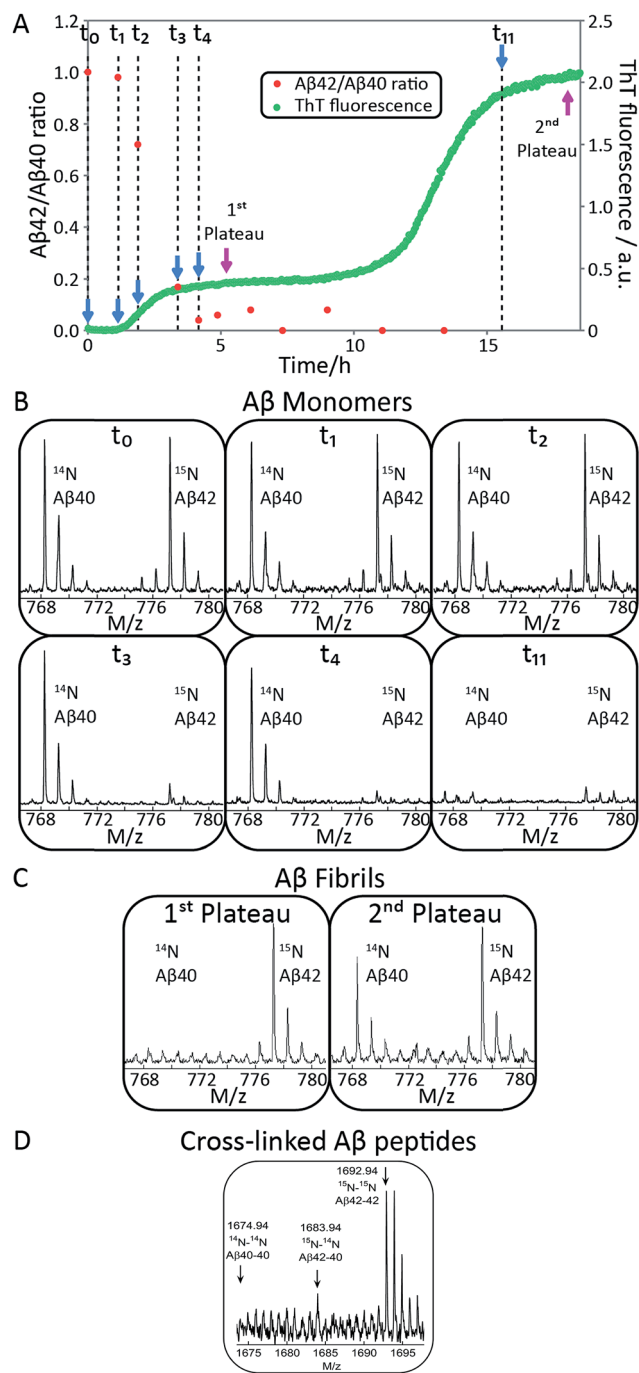 A
t₀ t₁ t₂ t₃ t₄ t₁₁
Aβ42/Aβ40 ratio
1.2
1.0
0.8
0.6
0.4
0.2
0.0
Aβ42/Aβ40 ratio
ThT fluorescence
1ˢᵗ
Plateau
2ⁿᵈ
Plateau
2.5
2.0
1.5
1.0
0.5
0
ThT fluorescence / a.u.
0 5 10 15
Time/h
B Aβ Monomers
t₀ t₁ t₂
¹⁴N ¹⁵N ¹⁴N ¹⁵N ¹⁴N ¹⁵N
Aβ40 Aβ42 Aβ40 Aβ42 Aβ40 Aβ42
768 772 776 780 768 772 776 780 768 772 776 780
M/z M/z M/z
t₃ t₄ t₁₁
¹⁴N ¹⁵N ¹⁴N ¹⁵N ¹⁴N ¹⁵N
Aβ40 Aβ42 Aβ40 Aβ42 Aβ40 Aβ42
768 772 776 780 768 772 776 780 768 772 776 780
M/z M/z M/z
C Aβ Fibrils
1ˢᵗ Plateau 2ⁿᵈ Plateau
¹⁴N ¹⁵N ¹⁴N ¹⁵N
Aβ40 Aβ42 Aβ40 Aβ42
768 772 776 780 768 772 776 780
M/z M/z
D Cross-linked Aβ peptides
1692.94
¹⁵N-¹⁵N
Aβ42-42
1674.94
¹⁴N-¹⁴N
Aβ40-40
1683.94
¹⁵N-¹⁴N
Aβ42-40
1675 1680 1685 1690 1695
M/z